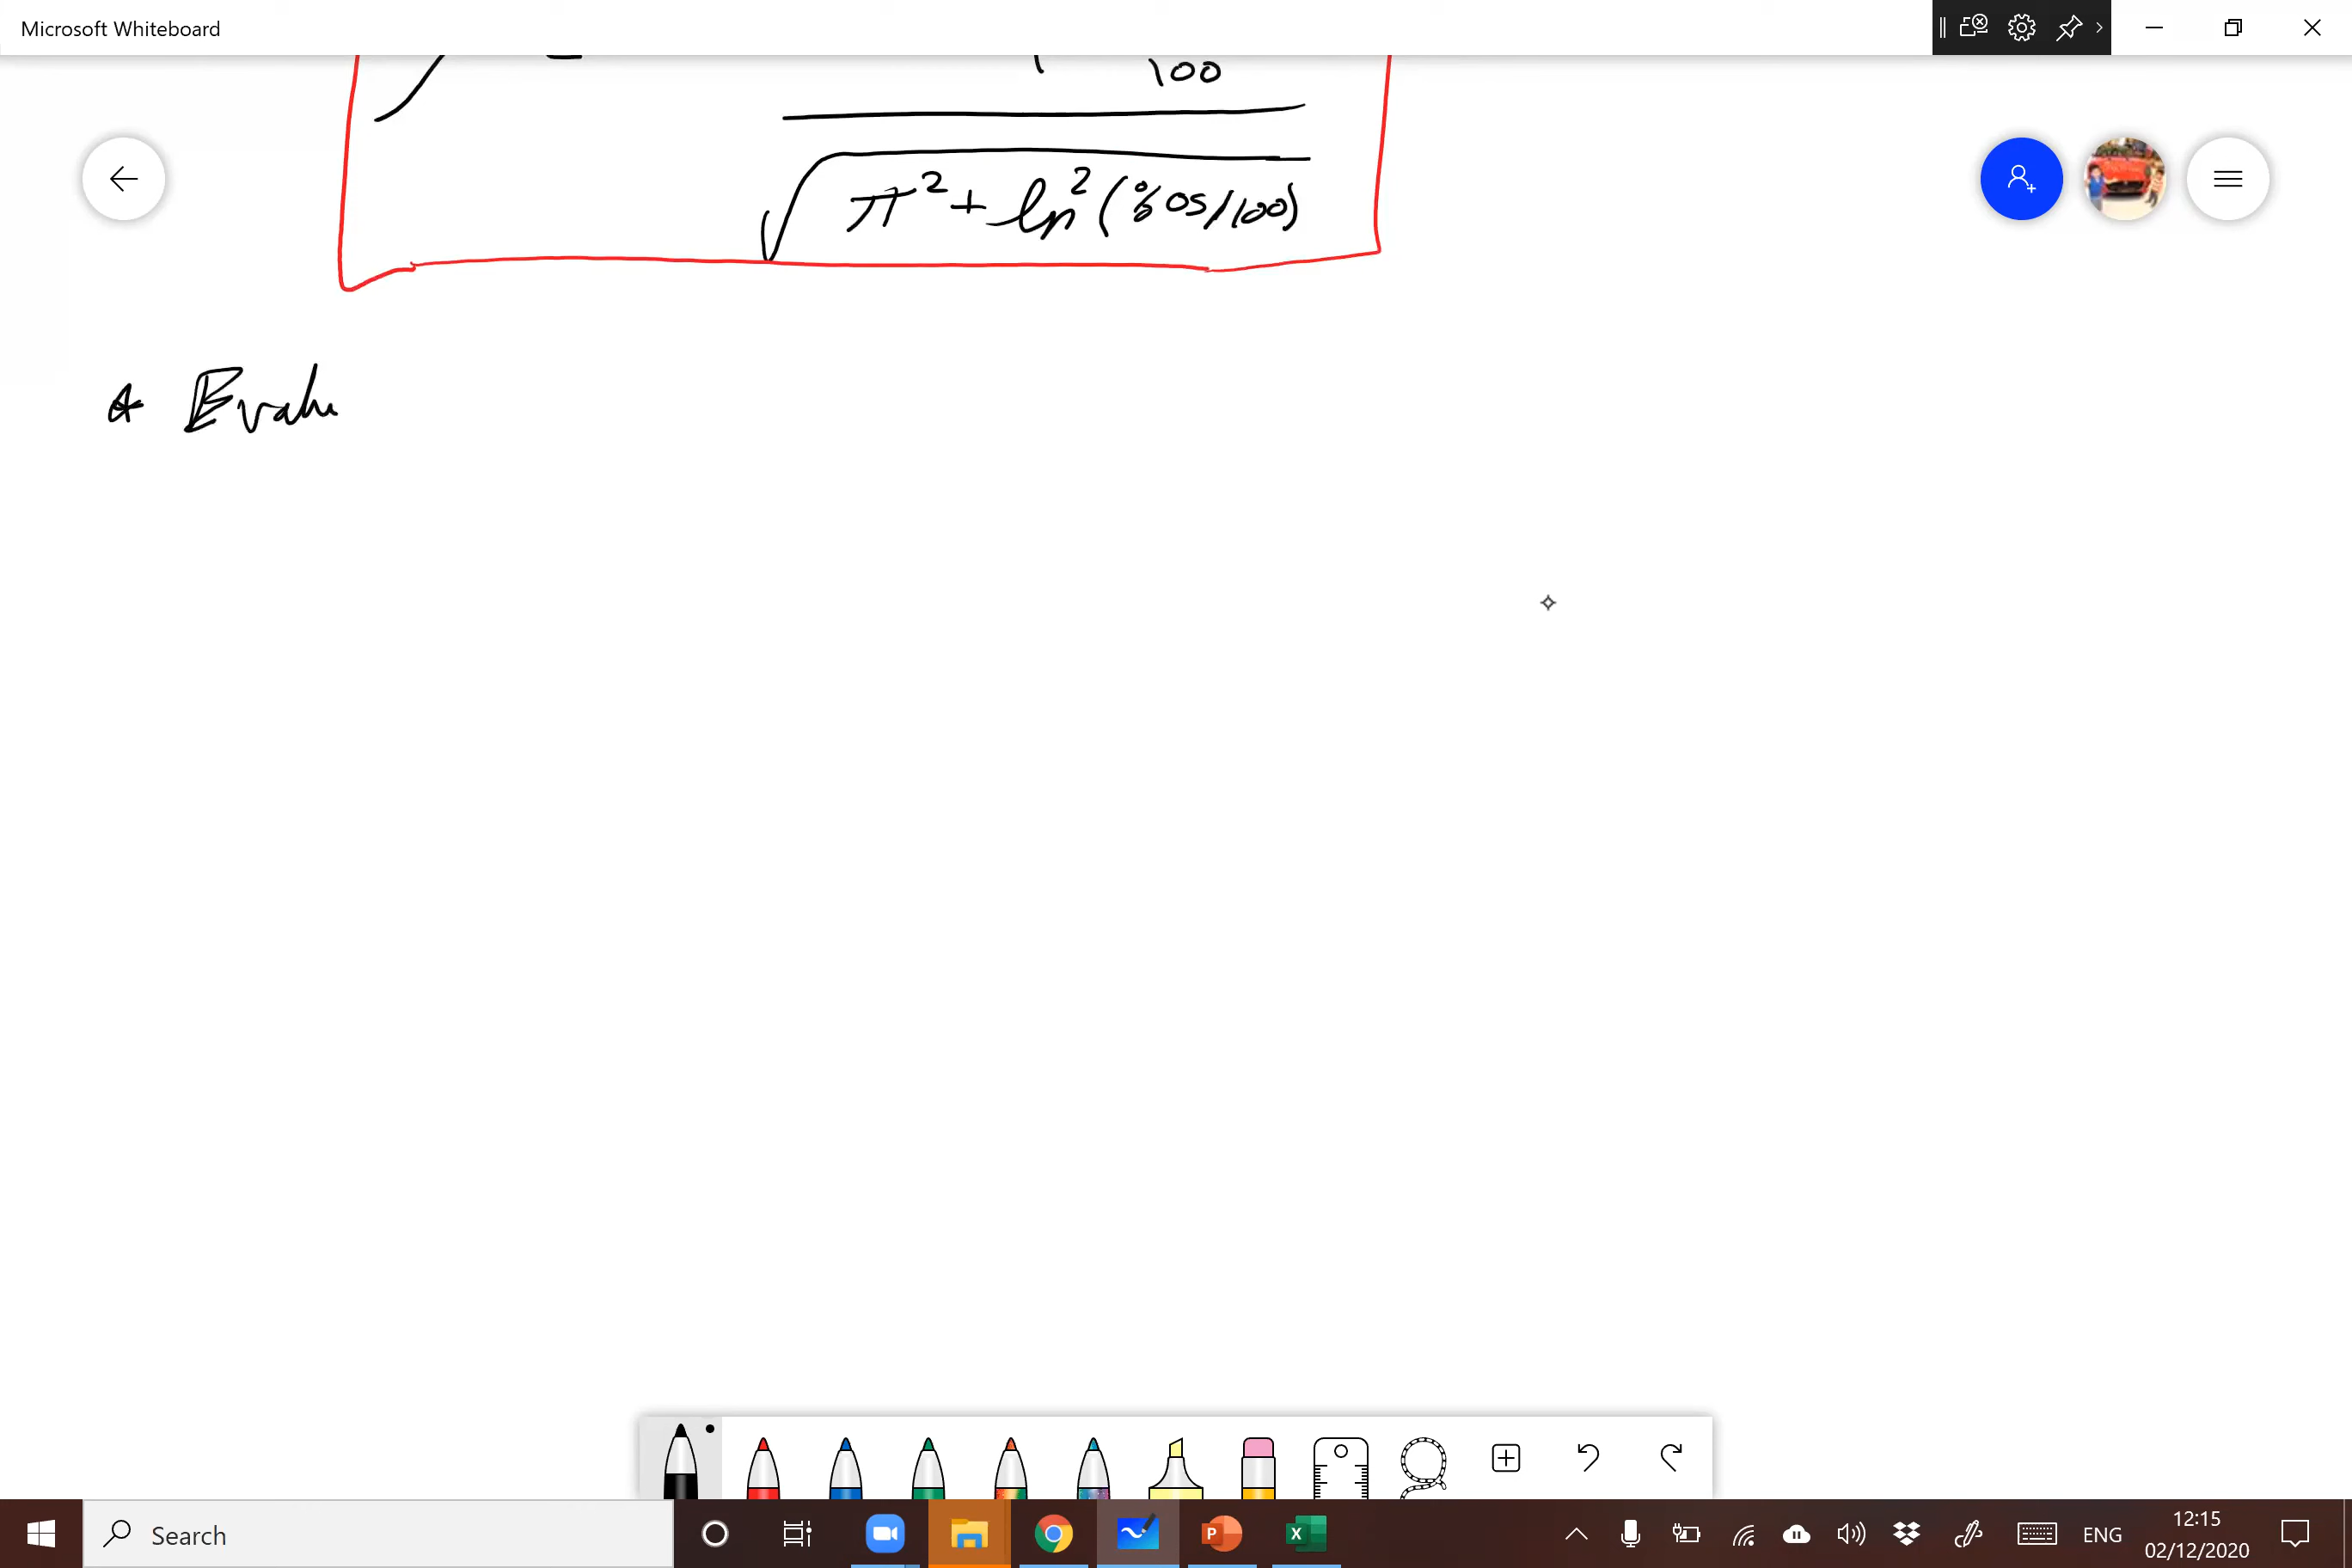 Microsoft Whiteboard
100
√π² + ln² (%OS/100)
* Evalu
Search
ENG
12:15
02/12/2020